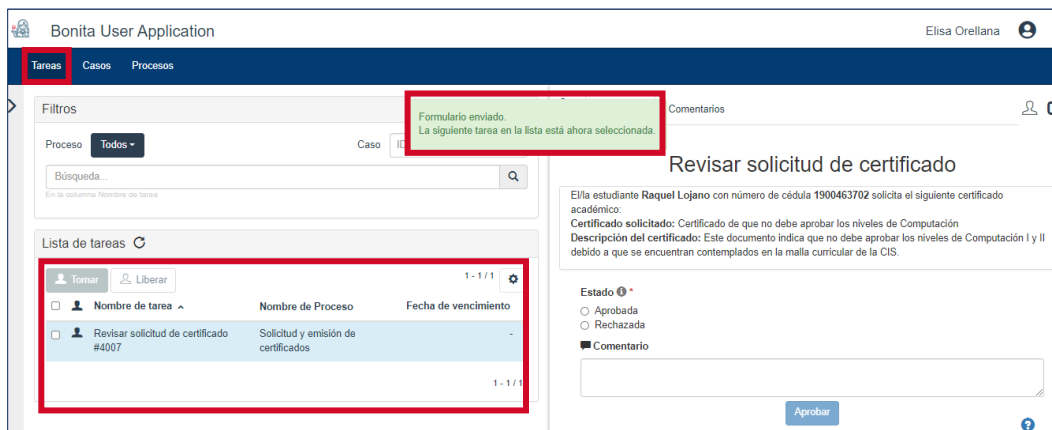 Bonita User Application
Elisa Orellana
Tareas Casos Procesos
Filtros
Proceso Todos
Caso
Búsqueda...
En la columna Nombre de tarea
Formulario enviado.
La siguiente tarea en la lista está ahora seleccionada.
Lista de tareas
Tomar Liberar
1 - 1 / 1
Nombre de tarea Nombre de Proceso Fecha de vencimiento
Revisar solicitud de certificado Solicitud y emisión de -
#4007 certificados
1 - 1 / 1
Comentarios
Revisar solicitud de certificado
El/la estudiante Raquel Lojano con número de cédula 1900463702 solicita el siguiente certificado
académico:
Certificado solicitado: Certificado de que no debe aprobar los niveles de Computación
Descripción del certificado: Este documento indica que no debe aprobar los niveles de Computación I y II
debido a que se encuentran contemplados en la malla curricular de la CIS.
Estado *
Aprobada
Rechazada
Comentario
Aprobar
?